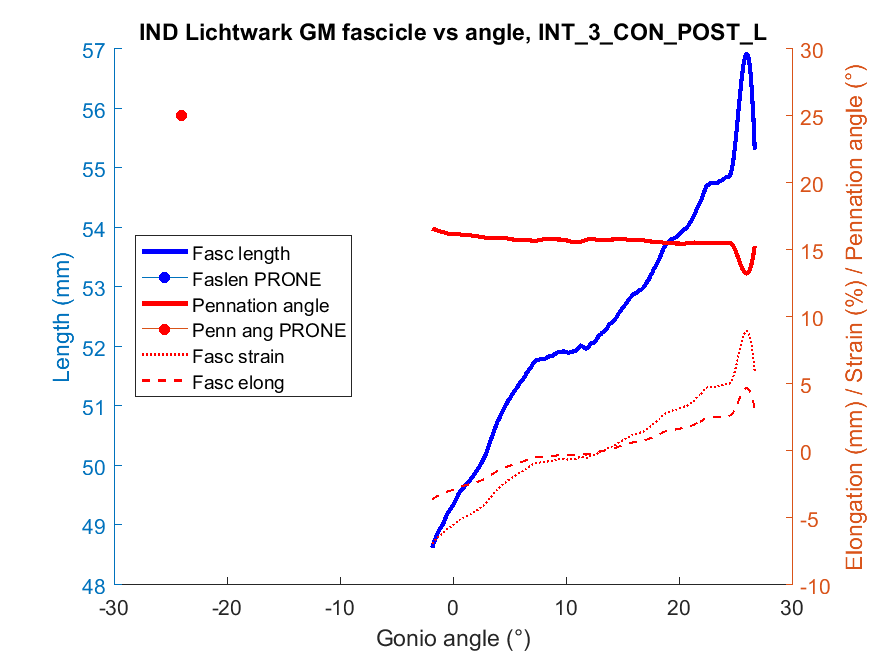 IND Lichtwark GM fascicle vs angle, INT_3_CON_POST_L
57
56
55
54
53
52
51
50
49
48
Length (mm)
30
25
20
15
10
5
0
-5
-10
Elongation (mm) / Strain (%) / Pennation angle (°)
Fasc length
Faslen PRONE
Pennation angle
Penn ang PRONE
Fasc strain
Fasc elong
-30 -20 -10 0 10 20 30
Gonio angle (°)